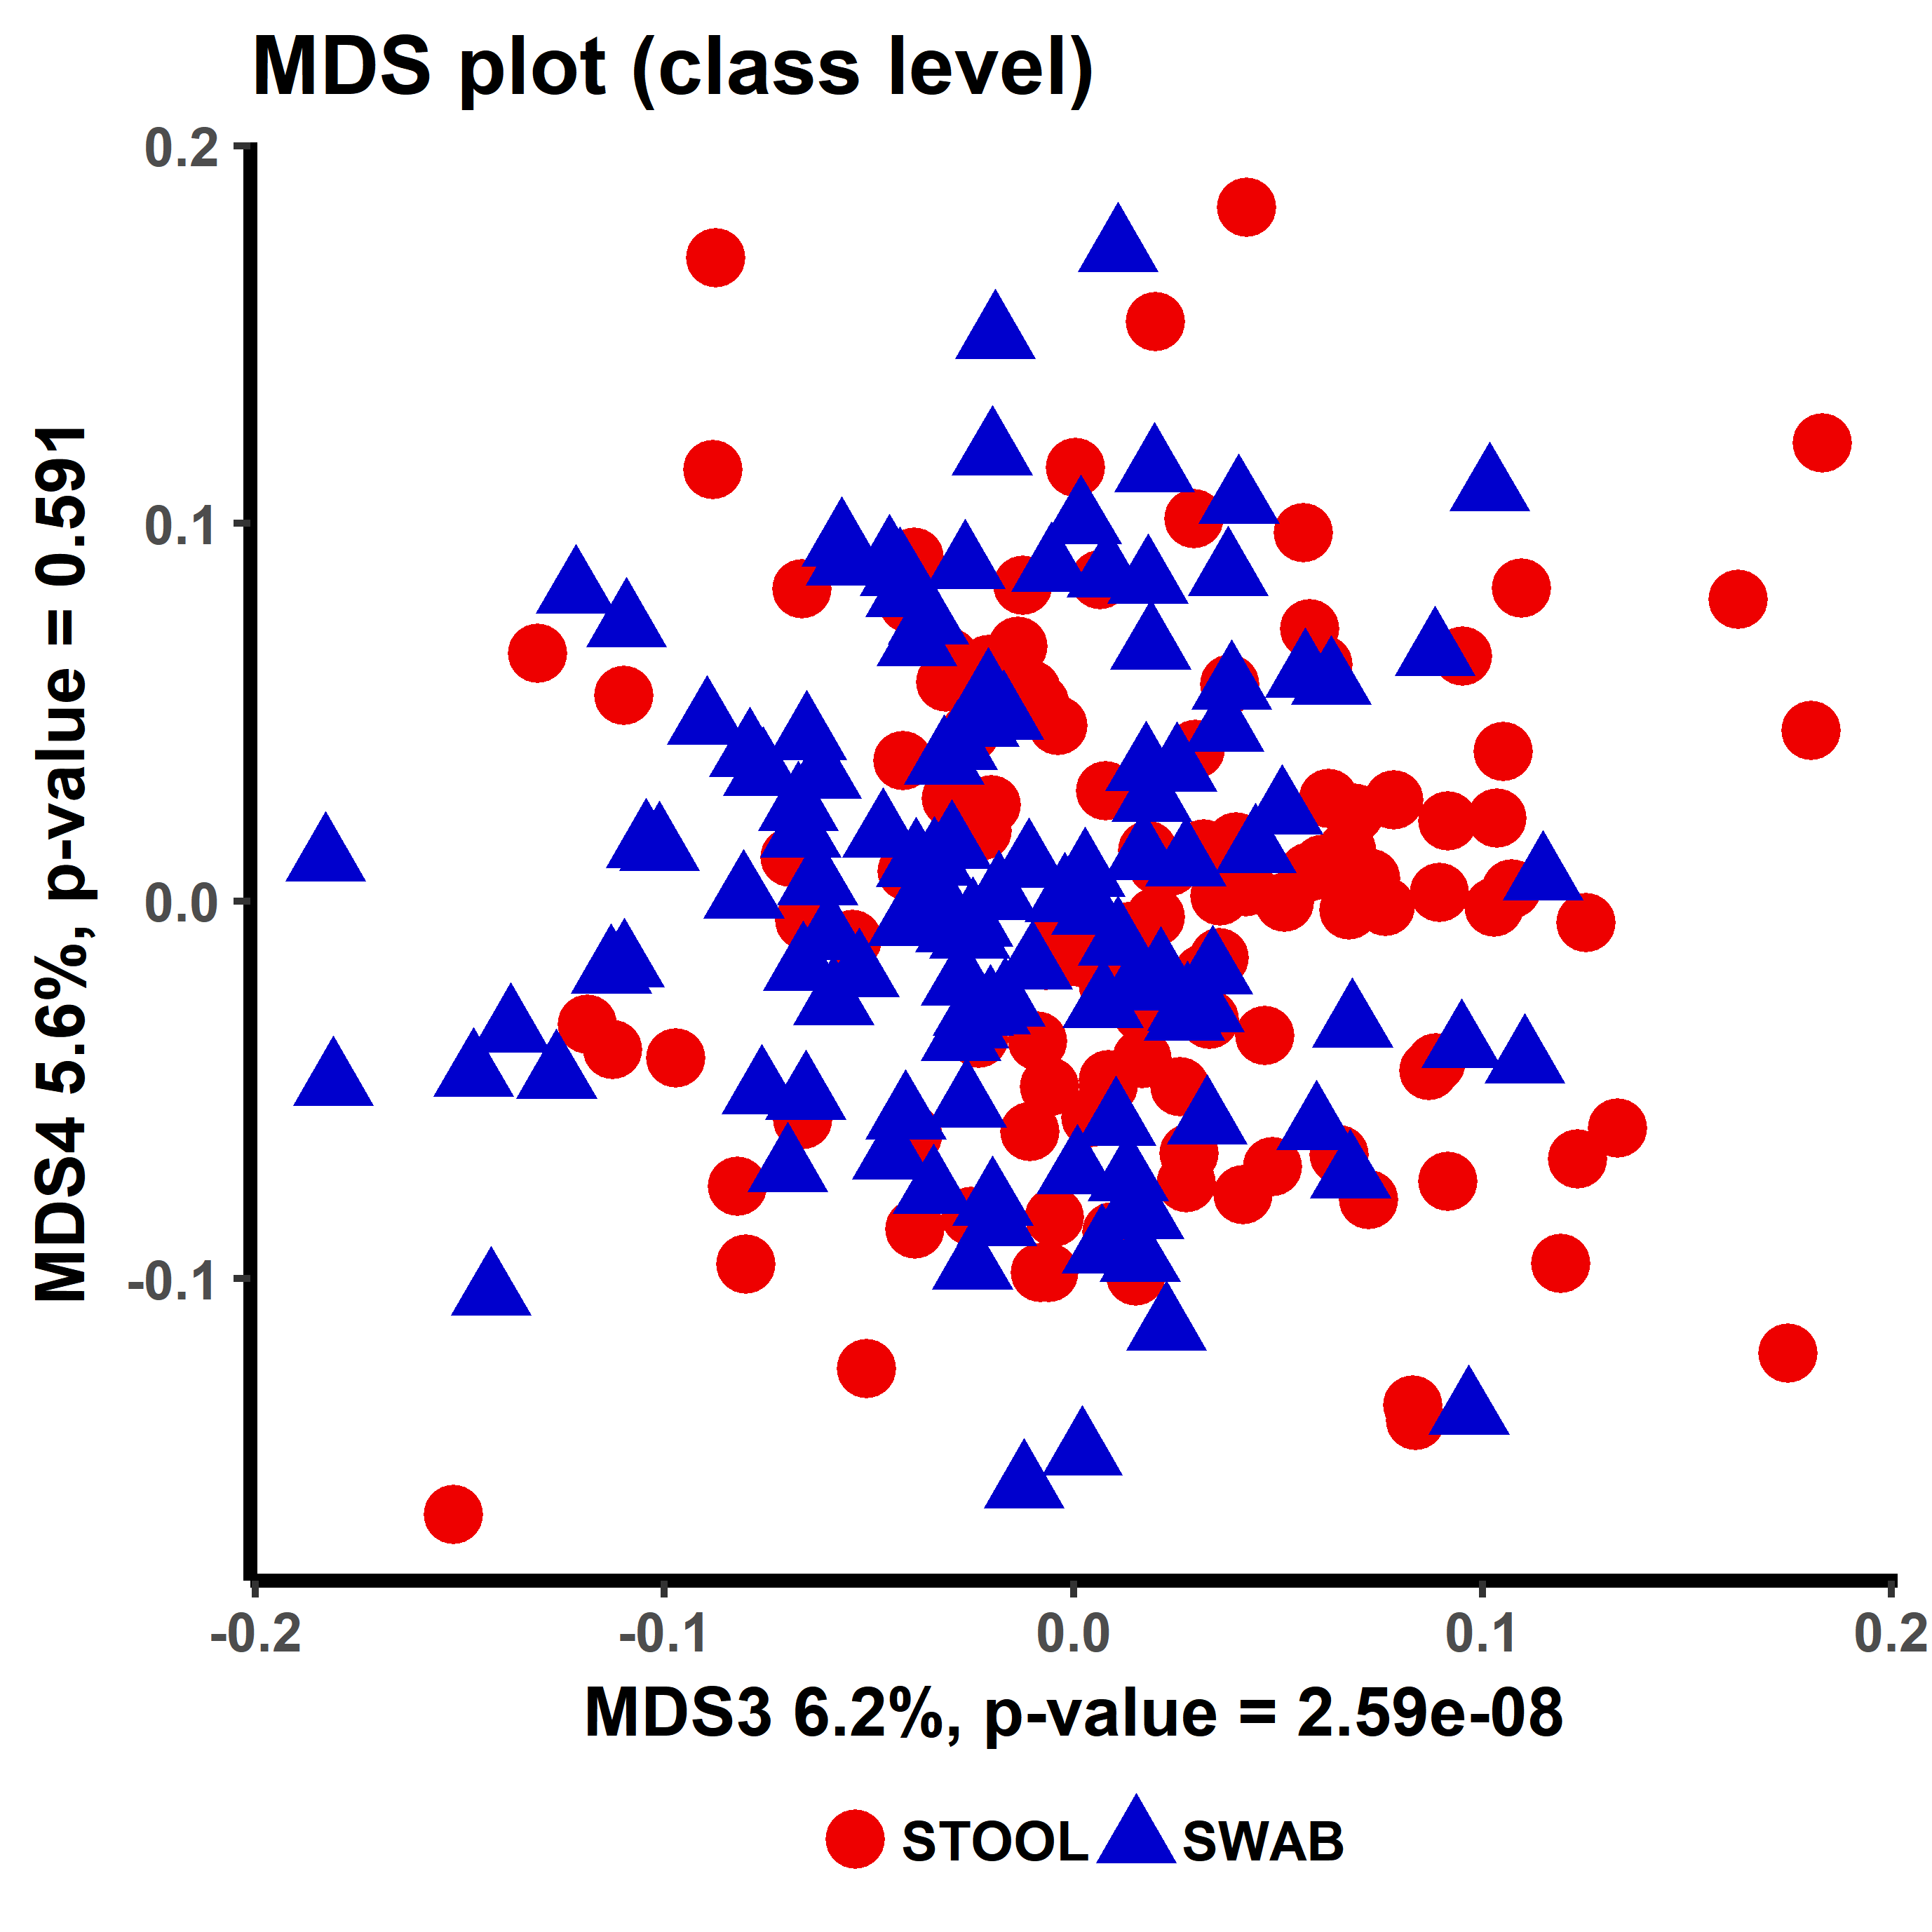 MDS plot (class level)
0.2
0.1
0.0
-0.1
MDS4 5.6%, p-value = 0.591
-0.2 -0.1 0.0 0.1 0.2
MDS3 6.2%, p-value = 2.59e-08
STOOL SWAB